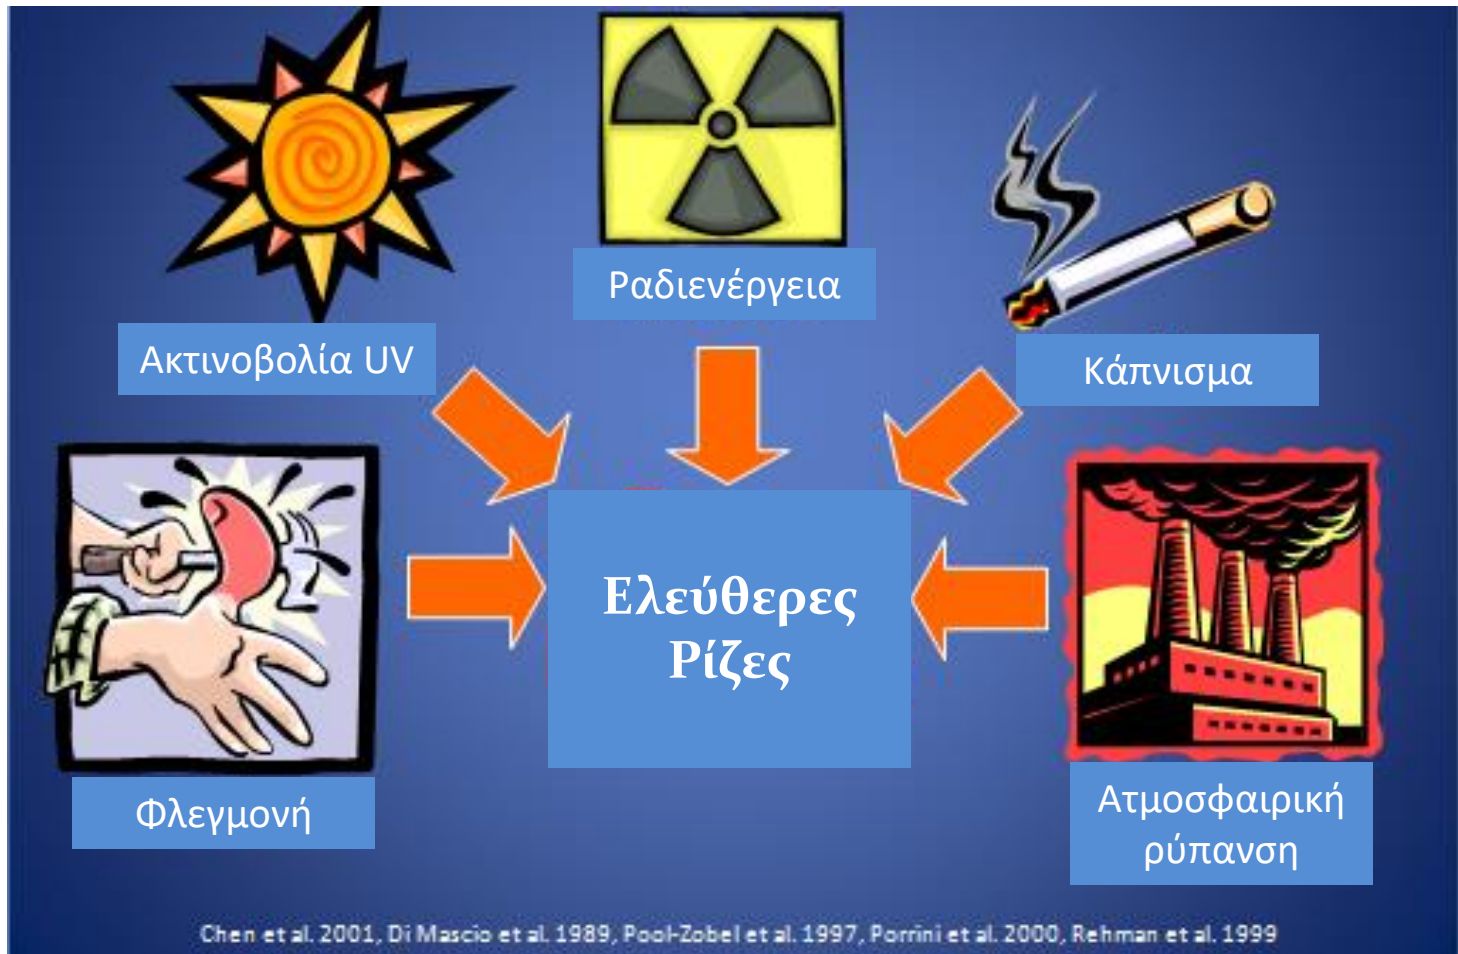 Ραδιενέργεια
Ακτινοβολία UV
Κάπνισμα
Ελεύθερες
Ρίζες
Φλεγμονή
Ατμοσφαιρική
ρύπανση
Chen et al. 2001, Di Mascio et al. 1989, Pool-Zobel et al. 1997, Porrini et al. 2000, Rehman et al. 1999